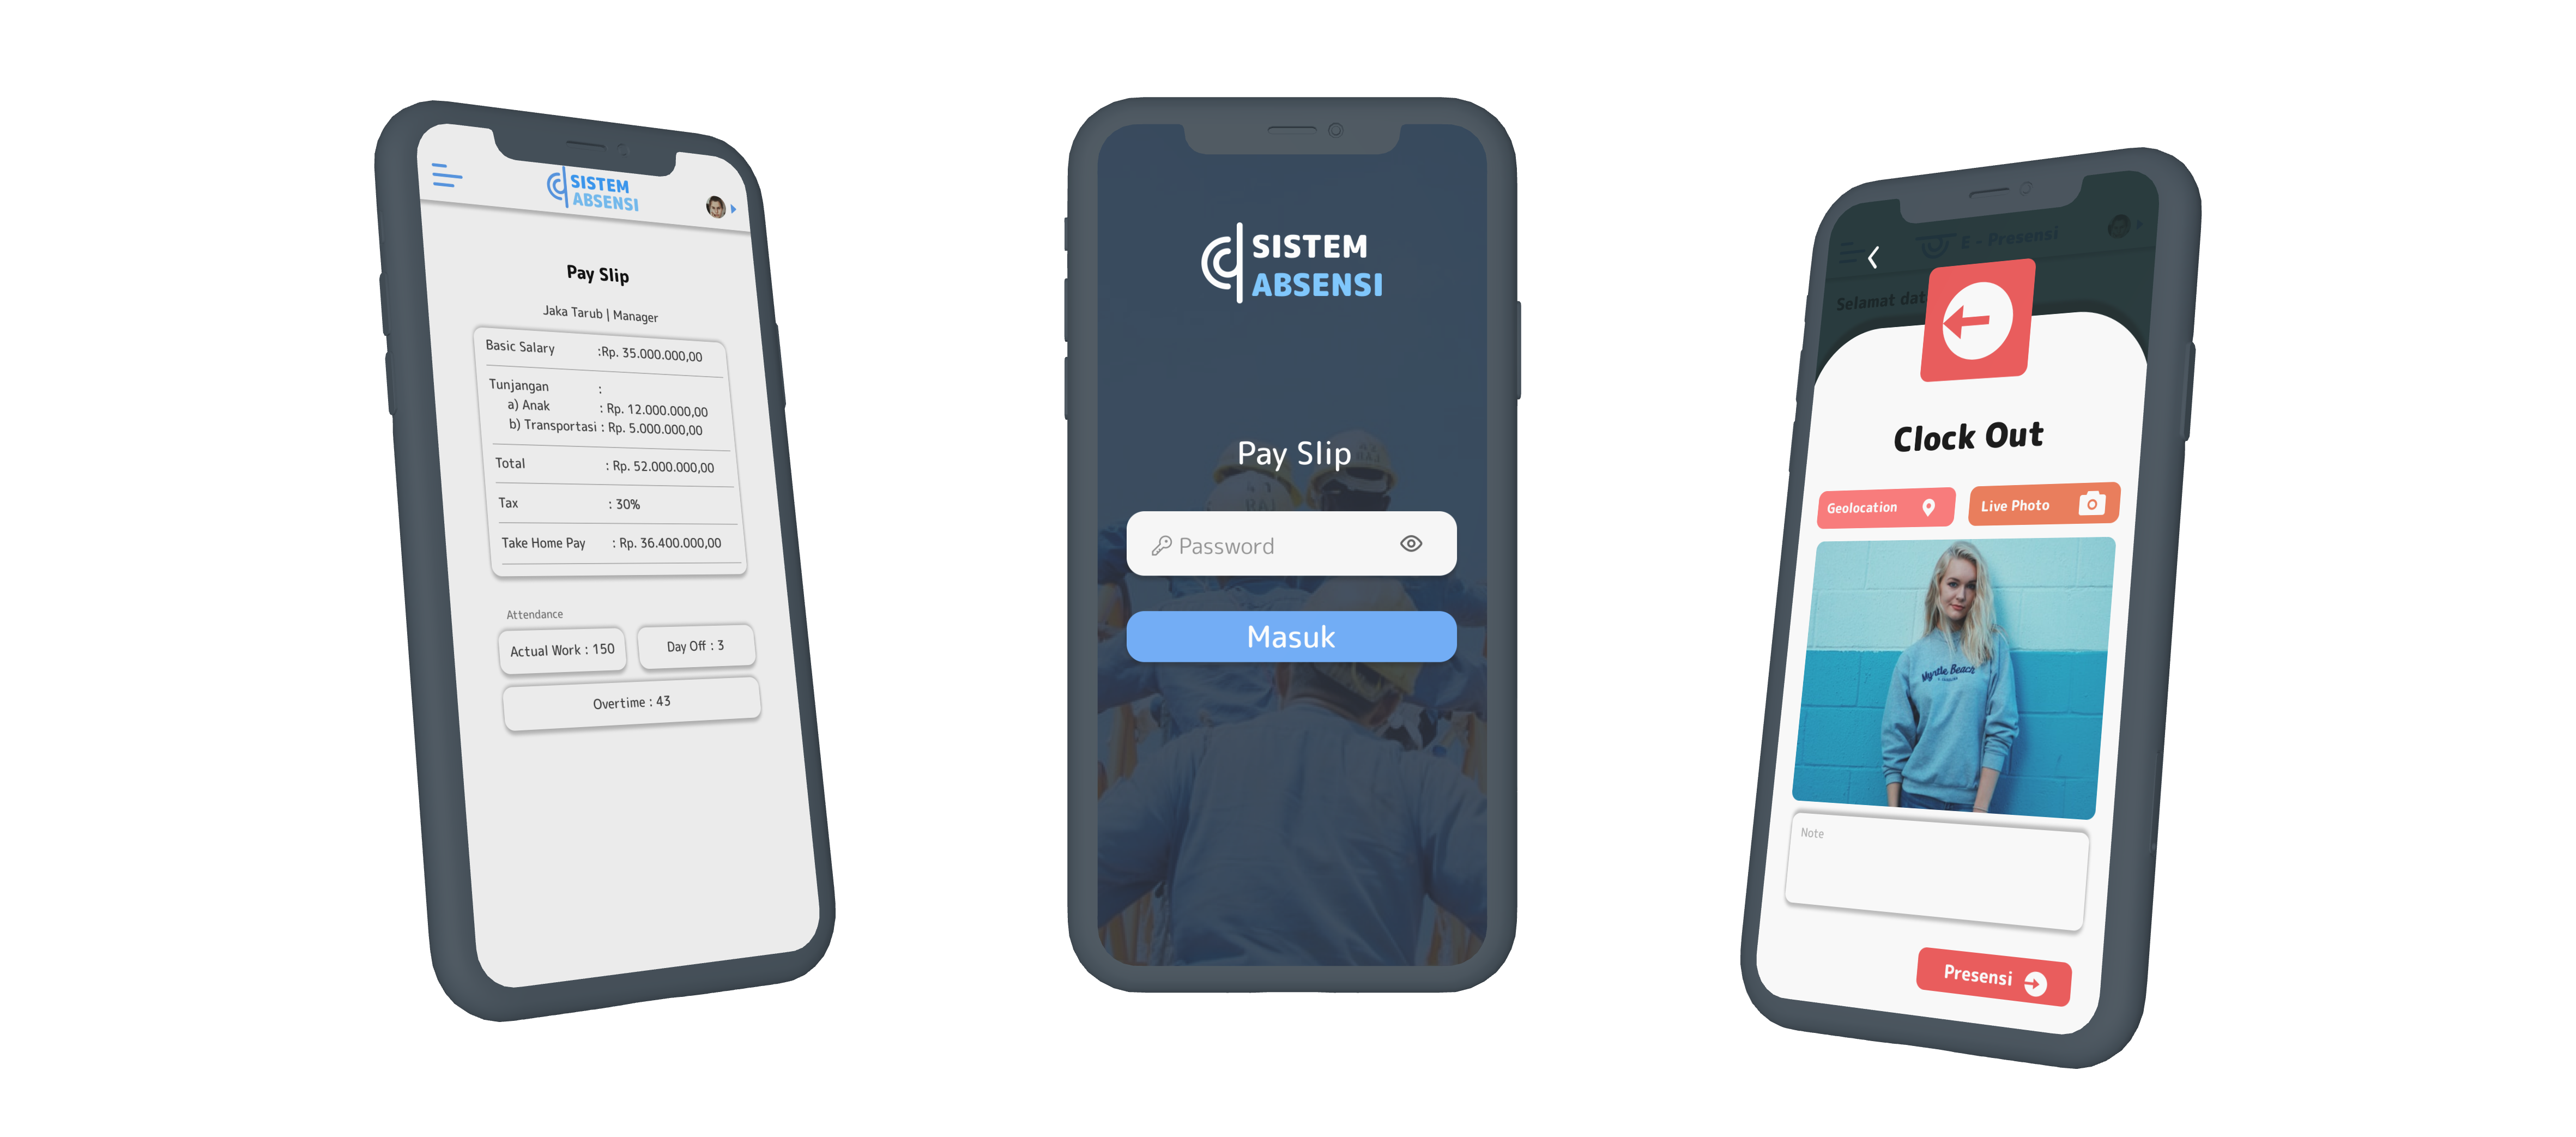 SISTEM
ABSENSI
Pay Slip
Jaka Tarub | Manager
Basic Salary :Rp. 35.000.000,00
Tunjangan :
a) Anak : Rp. 12.000.000,00
b) Transportasi : Rp. 5.000.000,00
Total : Rp. 52.000.000,00
Tax : 30%
Take Home Pay : Rp. 36.400.000,00
Attendance
Actual Work : 150
Day Off : 3
Overtime : 43
SISTEM
ABSENSI
Pay Slip
Password
Masuk
E - Presensi
Selamat dat
Clock Out
Geolocation
Live Photo
Myrtle Beach
Note
Presensi